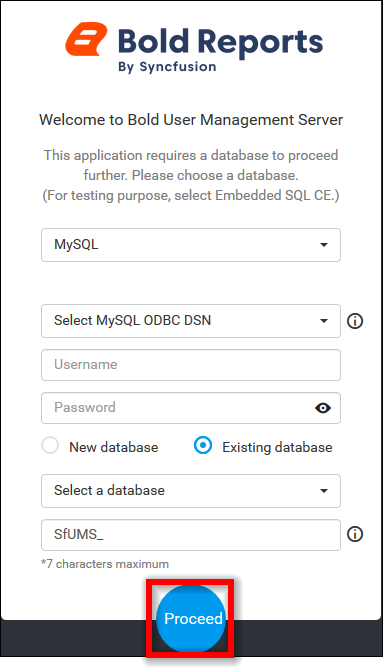 Bold Reports
By Syncfusion
Welcome to Bold User Management Server
This application requires a database to proceed
further. Please choose a database.
(For testing purpose, select Embedded SQL CE.)
MySQL
Select MySQL ODBC DSN
Username
Password
New database Existing database
Select a database
SfUMS_
*7 characters maximum
Proceed